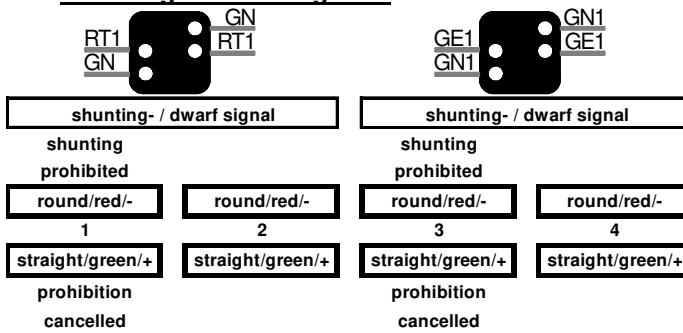 GN GN1
RT1 RT1 GE1 GE1
GN GN1
shunting- / dwarf signal shunting- / dwarf signal
shunting shunting
prohibited prohibited
round/red/- round/red/- round/red/- round/red/-
1 2 3 4
straight/green/+ straight/green/+ straight/green/+ straight/green/+
prohibition prohibition
cancelled cancelled